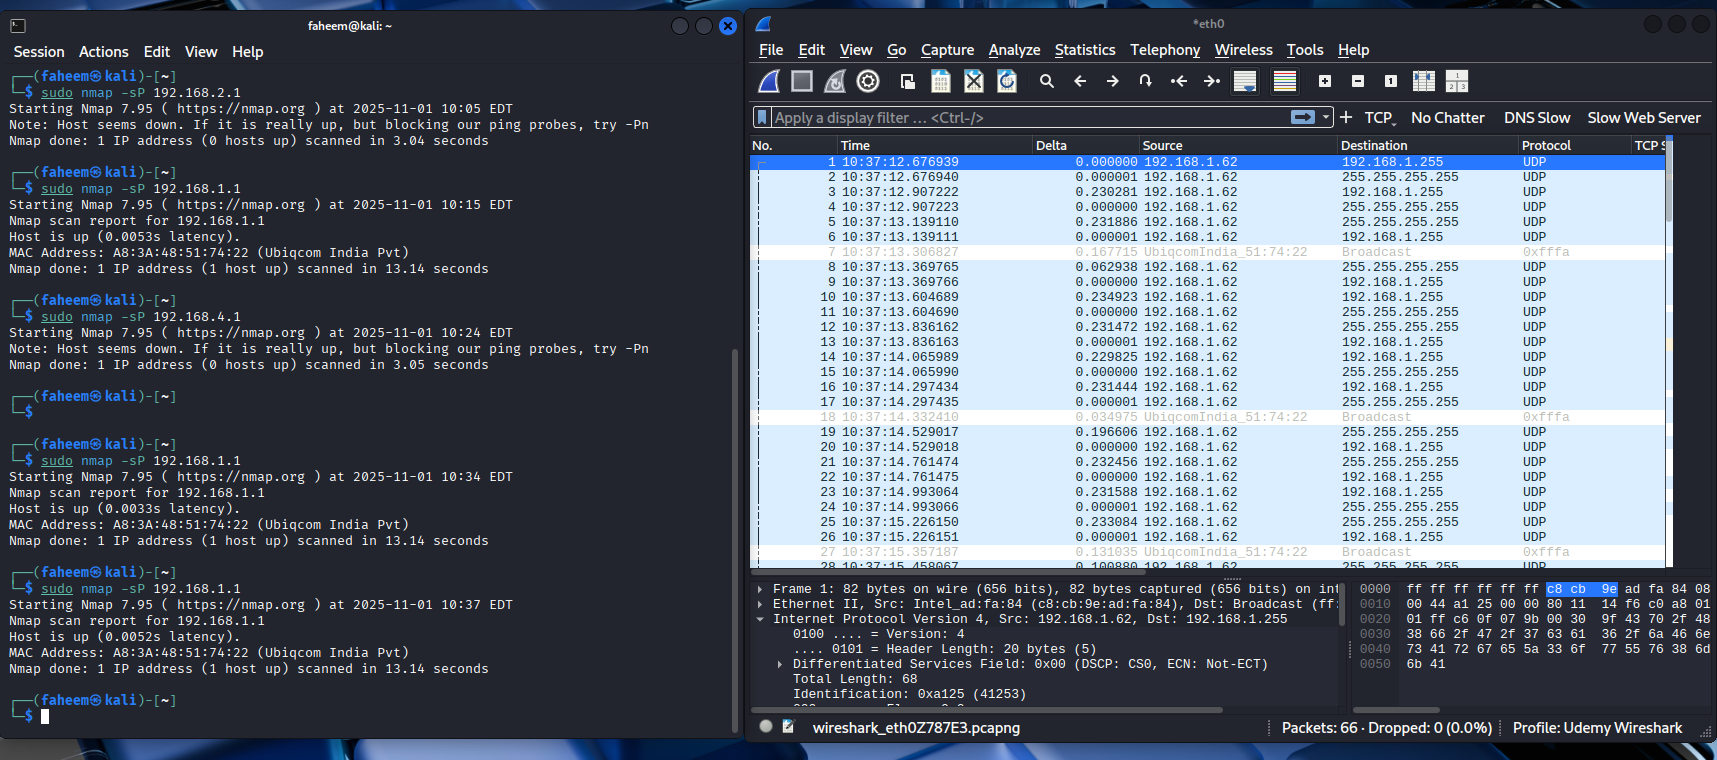 faheem@kali: ~
Session Actions Edit View Help
┌──(faheem㉿kali)-[~]
└─$ sudo nmap -sP 192.168.2.1
Starting Nmap 7.95 ( https://nmap.org ) at 2025-11-01 10:05 EDT
Note: Host seems down. If it is really up, but blocking our ping probes, try -Pn
Nmap done: 1 IP address (0 hosts up) scanned in 3.04 seconds
┌──(faheem㉿kali)-[~]
└─$ sudo nmap -sP 192.168.1.1
Starting Nmap 7.95 ( https://nmap.org ) at 2025-11-01 10:15 EDT
Nmap scan report for 192.168.1.1
Host is up (0.0053s latency).
MAC Address: A8:3A:48:51:74:22 (Ubiqcom India Pvt)
Nmap done: 1 IP address (1 host up) scanned in 13.14 seconds
┌──(faheem㉿kali)-[~]
└─$ sudo nmap -sP 192.168.4.1
Starting Nmap 7.95 ( https://nmap.org ) at 2025-11-01 10:24 EDT
Note: Host seems down. If it is really up, but blocking our ping probes, try -Pn
Nmap done: 1 IP address (0 hosts up) scanned in 3.05 seconds
┌──(faheem㉿kali)-[~]
└─$
┌──(faheem㉿kali)-[~]
└─$ sudo nmap -sP 192.168.1.1
Starting Nmap 7.95 ( https://nmap.org ) at 2025-11-01 10:34 EDT
Nmap scan report for 192.168.1.1
Host is up (0.0033s latency).
MAC Address: A8:3A:48:51:74:22 (Ubiqcom India Pvt)
Nmap done: 1 IP address (1 host up) scanned in 13.14 seconds
┌──(faheem㉿kali)-[~]
└─$ sudo nmap -sP 192.168.1.1
Starting Nmap 7.95 ( https://nmap.org ) at 2025-11-01 10:37 EDT
Nmap scan report for 192.168.1.1
Host is up (0.0052s latency).
MAC Address: A8:3A:48:51:74:22 (Ubiqcom India Pvt)
Nmap done: 1 IP address (1 host up) scanned in 13.14 seconds
┌──(faheem㉿kali)-[~]
└─$
*eth0
File Edit View Go Capture Analyze Statistics Telephony Wireless Tools Help
Apply a display filter … <Ctrl-/> + TCP No Chatter DNS Slow Slow Web Server
No. Time Delta Source Destination Protocol TCP S
1 10:37:12.676939 0.000000 192.168.1.62 192.168.1.255 UDP
2 10:37:12.676940 0.000001 192.168.1.62 255.255.255.255 UDP
3 10:37:12.907222 0.230281 192.168.1.62 192.168.1.255 UDP
4 10:37:12.907223 0.000000 192.168.1.62 255.255.255.255 UDP
5 10:37:13.139110 0.231886 192.168.1.62 255.255.255.255 UDP
6 10:37:13.139111 0.000001 192.168.1.62 192.168.1.255 UDP
7 10:37:13.306827 0.167715 UbiqcomIndia_51:74:22 Broadcast 0xfffa
8 10:37:13.369765 0.062938 192.168.1.62 255.255.255.255 UDP
9 10:37:13.369766 0.000000 192.168.1.62 192.168.1.255 UDP
10 10:37:13.604689 0.234923 192.168.1.62 192.168.1.255 UDP
11 10:37:13.604690 0.000000 192.168.1.62 255.255.255.255 UDP
12 10:37:13.836162 0.231472 192.168.1.62 255.255.255.255 UDP
13 10:37:13.836163 0.000001 192.168.1.62 192.168.1.255 UDP
14 10:37:14.065989 0.229825 192.168.1.62 192.168.1.255 UDP
15 10:37:14.065990 0.000000 192.168.1.62 255.255.255.255 UDP
16 10:37:14.297434 0.231444 192.168.1.62 192.168.1.255 UDP
17 10:37:14.297435 0.000001 192.168.1.62 255.255.255.255 UDP
18 10:37:14.332410 0.034975 UbiqcomIndia_51:74:22 Broadcast 0xfffa
19 10:37:14.529017 0.196606 192.168.1.62 255.255.255.255 UDP
20 10:37:14.529018 0.000000 192.168.1.62 192.168.1.255 UDP
21 10:37:14.761474 0.232456 192.168.1.62 255.255.255.255 UDP
22 10:37:14.761475 0.000000 192.168.1.62 192.168.1.255 UDP
23 10:37:14.993064 0.231588 192.168.1.62 192.168.1.255 UDP
24 10:37:14.993066 0.000001 192.168.1.62 255.255.255.255 UDP
25 10:37:15.226150 0.233084 192.168.1.62 255.255.255.255 UDP
26 10:37:15.226151 0.000001 192.168.1.62 192.168.1.255 UDP
27 10:37:15.357187 0.131035 UbiqcomIndia_51:74:22 Broadcast 0xfffa
28 10:37:15.458067 0.100880 192.168.1.62 255.255.255.255 UDP
Frame 1: 82 bytes on wire (656 bits), 82 bytes captured (656 bits) on int
Ethernet II, Src: Intel_ad:fa:84 (c8:cb:9e:ad:fa:84), Dst: Broadcast (ff:
Internet Protocol Version 4, Src: 192.168.1.62, Dst: 192.168.1.255
0100 .... = Version: 4
.... 0101 = Header Length: 20 bytes (5)
Differentiated Services Field: 0x00 (DSCP: CS0, ECN: Not-ECT)
Total Length: 68
Identification: 0xa125 (41253)
0000 ff ff ff ff ff ff c8 cb 9e ad fa 84 08
0010 00 44 a1 25 00 00 80 11 14 f6 c0 a8 01
0020 01 ff c6 0f 07 9b 00 30 9f 43 70 2f 48
0030 38 66 2f 47 2f 37 63 61 36 2f 6a 46 6e
0040 73 41 72 67 65 5a 33 6f 77 55 76 38 6d
0050 6b 41
wireshark_eth0Z787E3.pcapng
Packets: 66 · Dropped: 0 (0.0%)
Profile: Udemy Wireshark